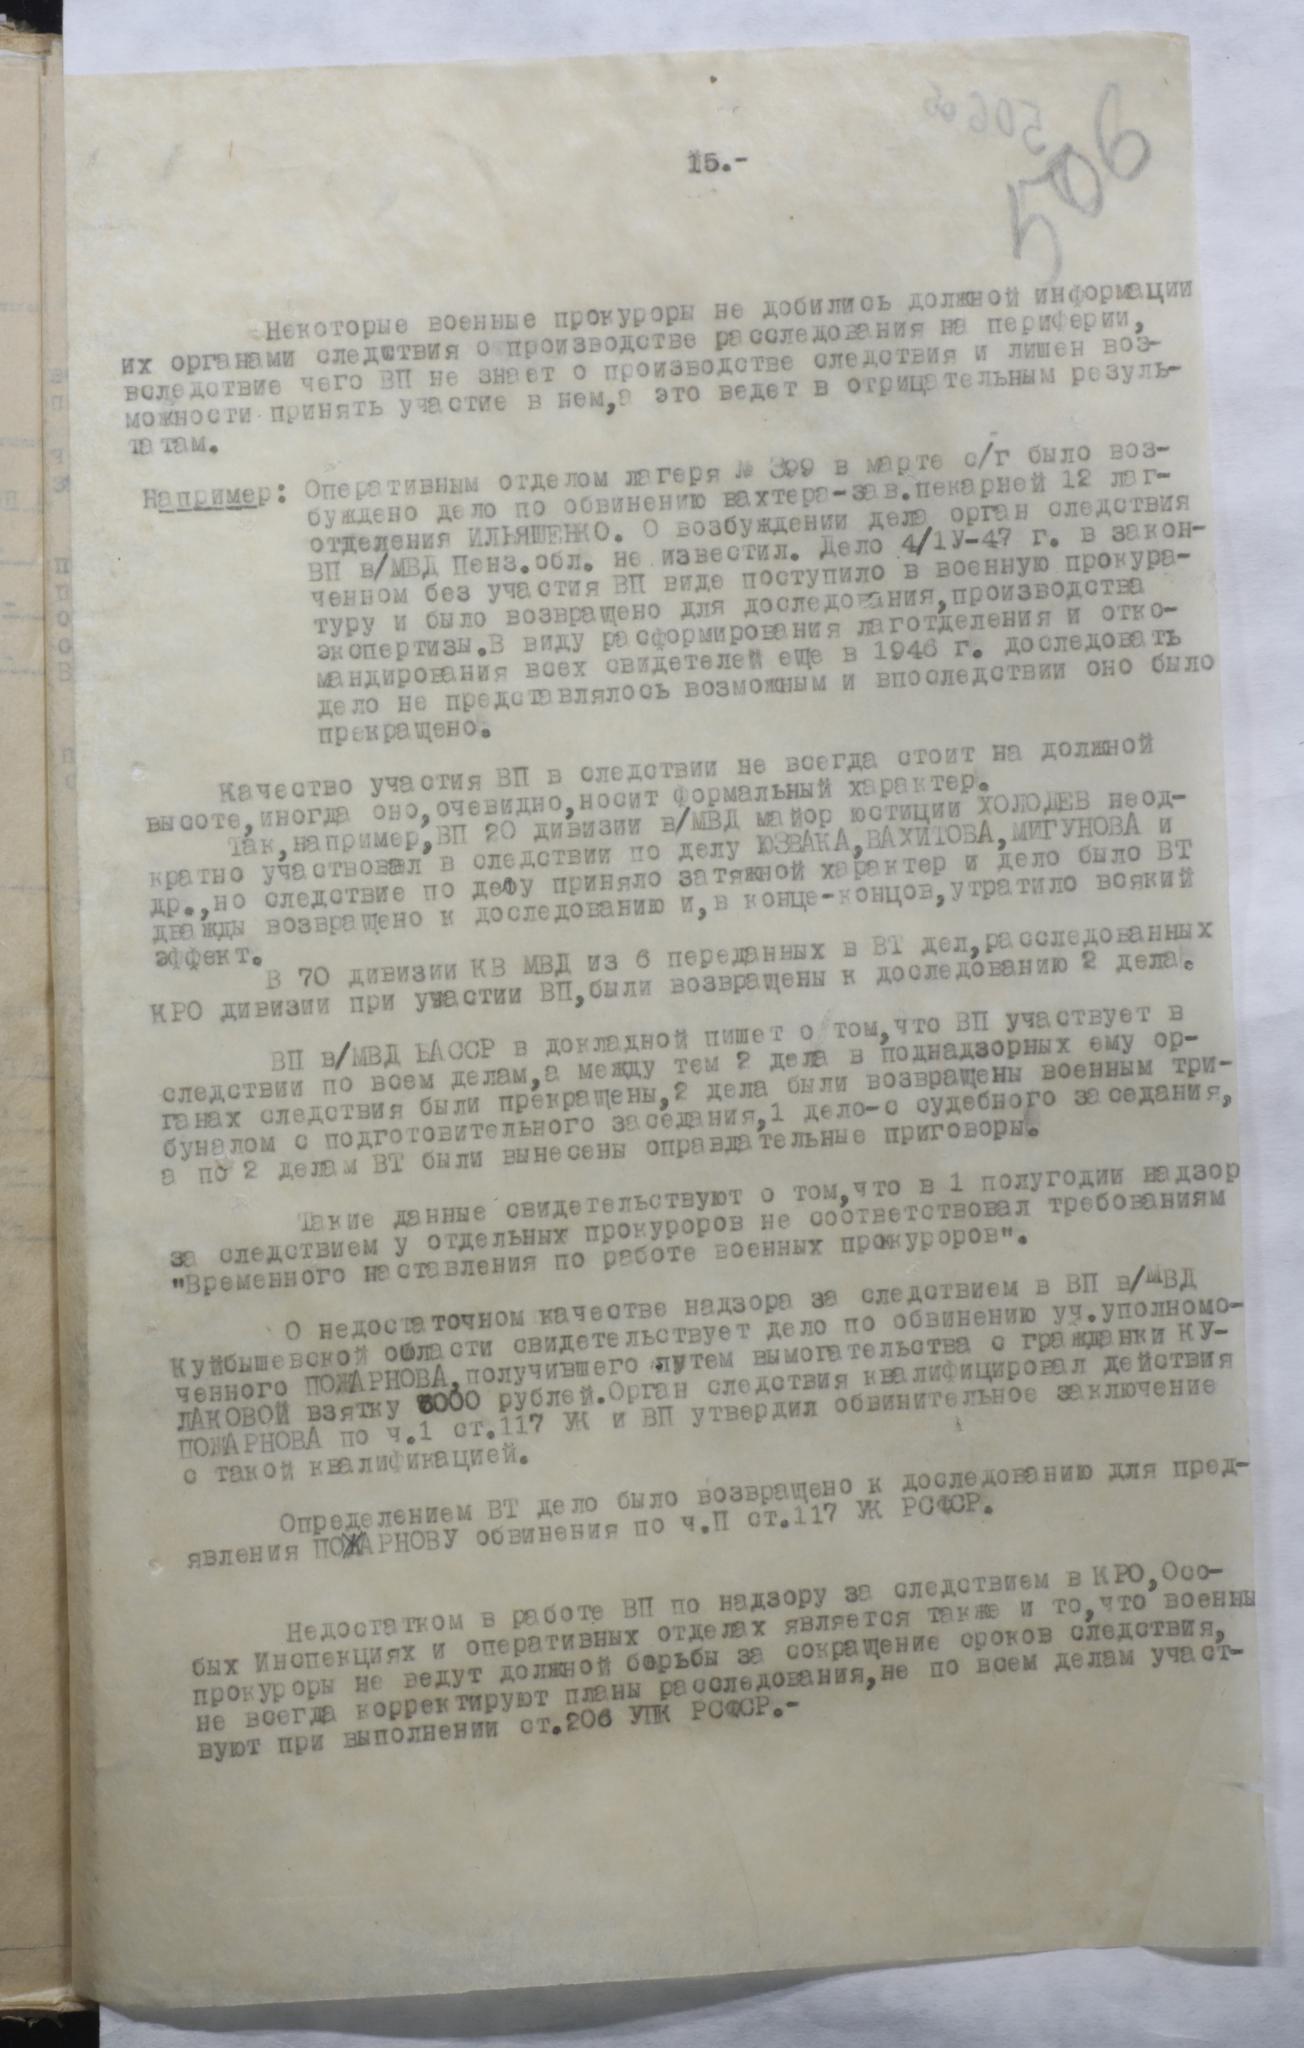 15.-
506
Некоторые военные прокуроры не добились должной информации
их органами следствия о производстве расследования на периферии,
вследствие чего ВП не знает о производстве следствия и лишен воз-
можности принять участие в нем,а это ведет в отрицательным резуль-
татам.
Например: Оперативным отделом лагеря № 399 в марте с/г было воз-
буждено дело по обвинению вахтера-зав.пекарней 12 лаг-
отделения ИЛЬЯШЕНКО. О возбуждении дела орган следствия
ВП в/МВД Пенз.обл. не известил. Дело 4/1У-47 г. в закон-
ченном без участия ВП виде поступило в военную прокура-
туру и было возвращено для доследования,производства
экспертизы.В виду расформирования лаготделения и отко-
мандирования всех свидетелей еще в 1946 г. доследовать
дело не представлялось возможным и впоследствии оно было
прекращено.
Качество участия ВП в следствии не всегда стоит на должной
высоте,иногда оно,очевидно,носит формальный характер.
Так,например,ВП 20 дивизии в/МВД майор юстиции ХОЛОДЕВ неод-
кратно участвовал в следствии по делу ЮЗВАКА,ВАХИТОВА,МИГУНОВА и
др.,но следствие по делу приняло затяжной характер и дело было ВТ
дважды возвращено к доследованию и,в конце-концов,утратило всякий
эффект.
В 70 дивизии КВ МВД из 6 переданных в ВТ дел,расследованных
КРО дивизии при участии ВП,были возвращены к доследованию 2 дела.
ВП в/МВД БАССР в докладной пишет о том,что ВП участвует в
следствии по всем делам,а между тем 2 дела в поднадзорных ему ор-
ганах следствия были прекращены,2 дела были возвращены военным три-
буналом с подготовительного заседания,1 дело-с судебного заседания,
а по 2 делам ВТ были вынесены оправдательные приговоры.
Такие данные свидетельствуют о том,что в 1 полугодии надзор
за следствием у отдельных прокуроров не соответствовал требованиям
"Временного наставления по работе военных прокуроров".
О недостаточном качестве надзора за следствием в ВП в/МВД
Куйбышевской области свидетельствует дело по обвинению уч.уполномо-
ченного ПОЖАРНОВА,получившего путем вымогательства с гражданки КУ-
ЛАКОВОЙ взятку рублей.Орган следствия квалифицировал действия
ПОЖАРНОВА по ч.1 ст.117 УК и ВП утвердил обвинительное заключение
с такой квалификацией.
Определением ВТ дело было возвращено к доследованию для пред-
явления ПОЖАРНОВУ обвинения по ч.П ст.117 УК РСФСР.
Недостатком в работе ВП по надзору за следствием в КРО,Осо-
бых Инспекциях и оперативных отделах является также и то,что военны
прокуроры не ведут должной борьбы за сокращение сроков следствия,
не всегда корректируют планы расследования,не по всем делам участ-
вуют при выполнении ст.206 УПК РСФСР.-